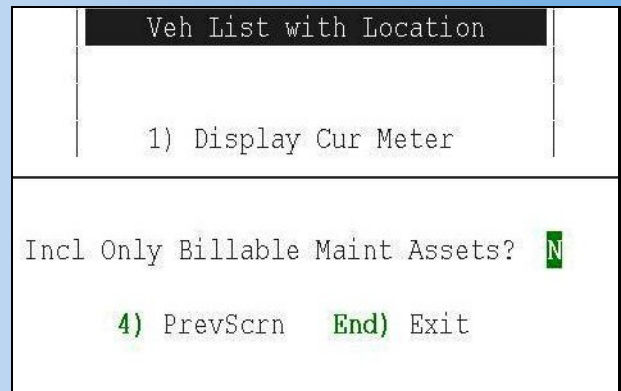 Veh List with Location
1) Display Cur Meter
Incl Only Billable Maint Assets? N
4) PrevScrn End) Exit